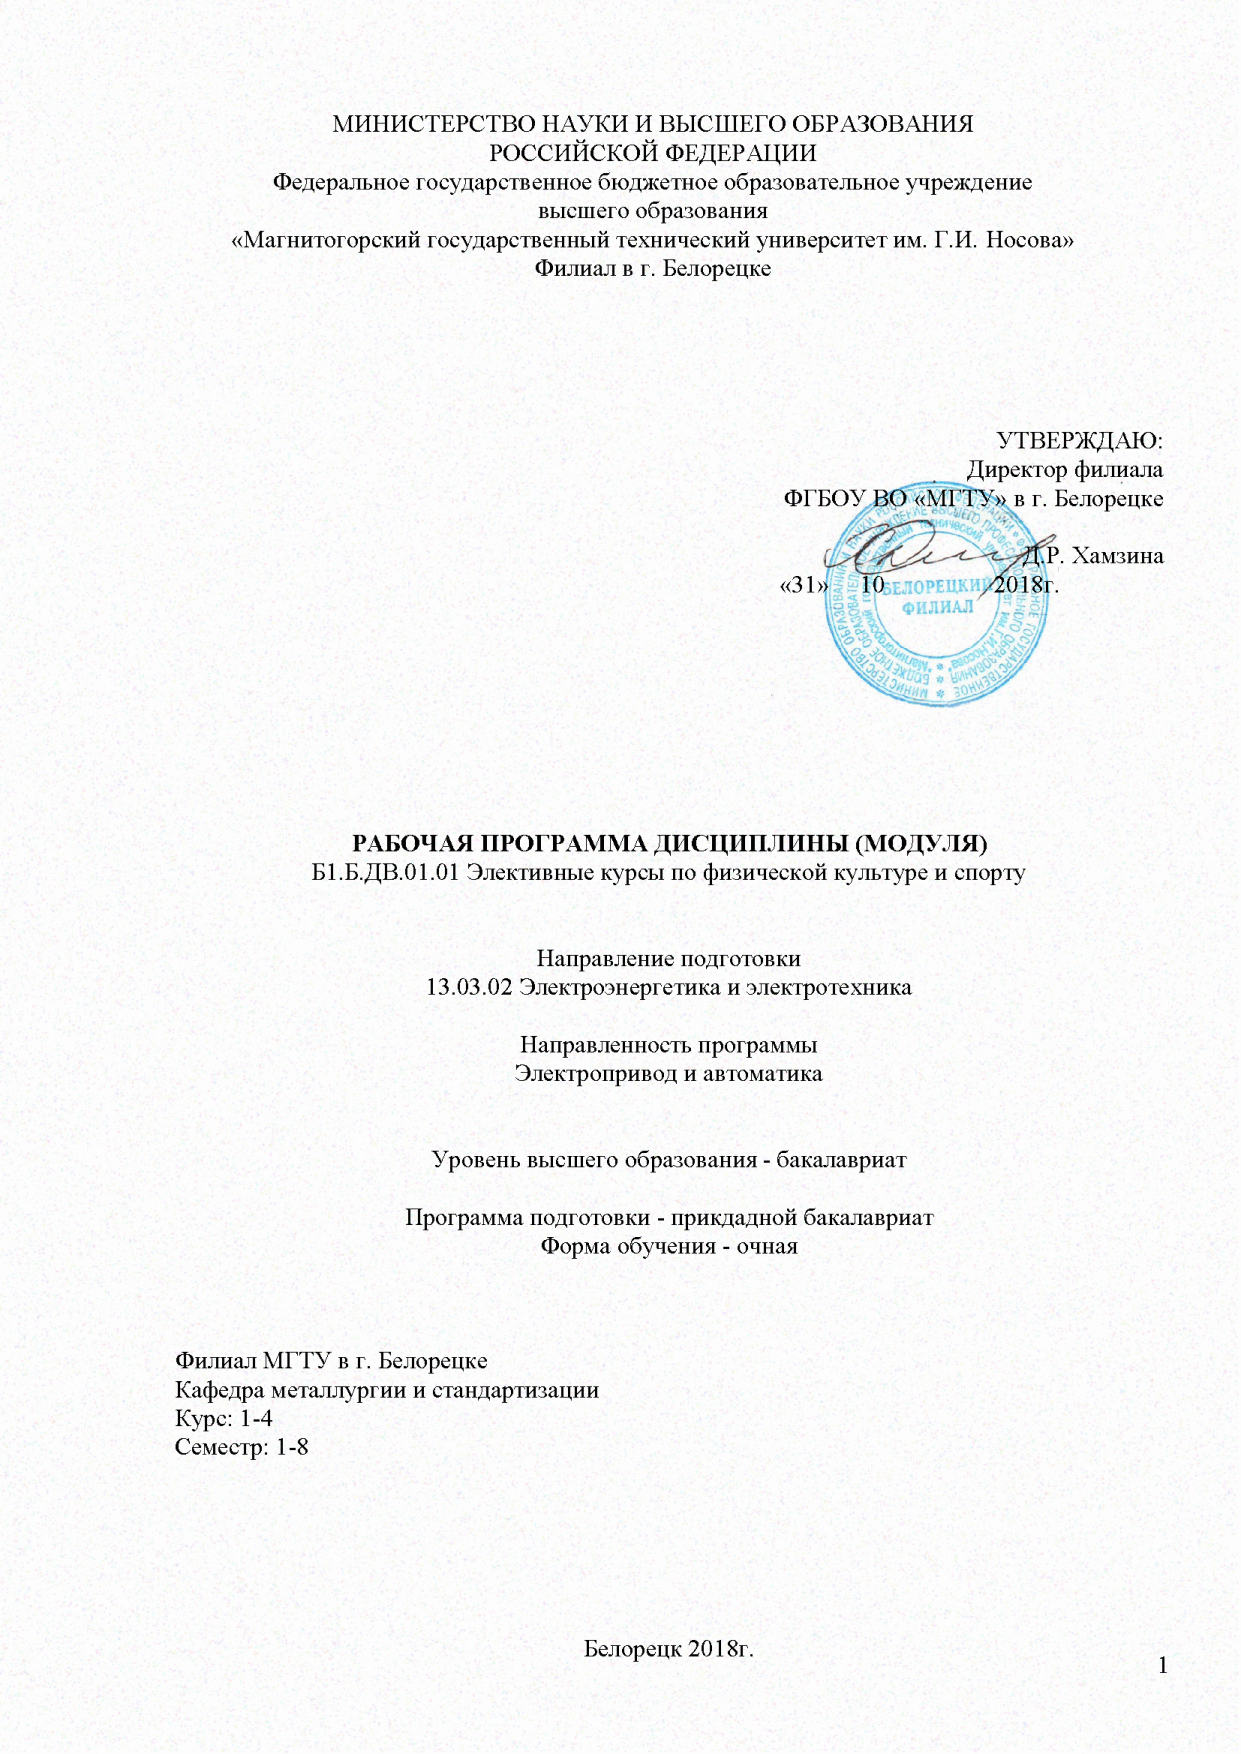 МИНИСТЕРСТВО НАУКИ И ВЫСШЕГО ОБРАЗОВАНИЯ
РОССИЙСКОЙ ФЕДЕРАЦИИ
Федеральное государственное бюджетное образовательное учреждение
высшего образования
«Магнитогорский государственный технический университет им. Г.И. Носова»
Филиал в г. Белорецке
УТВЕРЖДАЮ:
Директор филиала
ФГБОУ ВО «МГТУ» в г. Белорецке
Д.Р. Хамзина
«31» 10 2018г.
БЕЛОРЕЦКИЙ
ФИЛИАЛ
РАБОЧАЯ ПРОГРАММА ДИСЦИПЛИНЫ (МОДУЛЯ)
Б1.Б.ДВ.01.01 Элективные курсы по физической культуре и спорту
Направление подготовки
13.03.02 Электроэнергетика и электротехника
Направленность программы
Электропривод и автоматика
Уровень высшего образования - бакалавриат
Программа подготовки - прикдадной бакалавриат
Форма обучения - очная
Филиал МГТУ в г. Белорецке
Кафедра металлургии и стандартизации
Курс: 1-4
Семестр: 1-8
Белорецк 2018г.
1